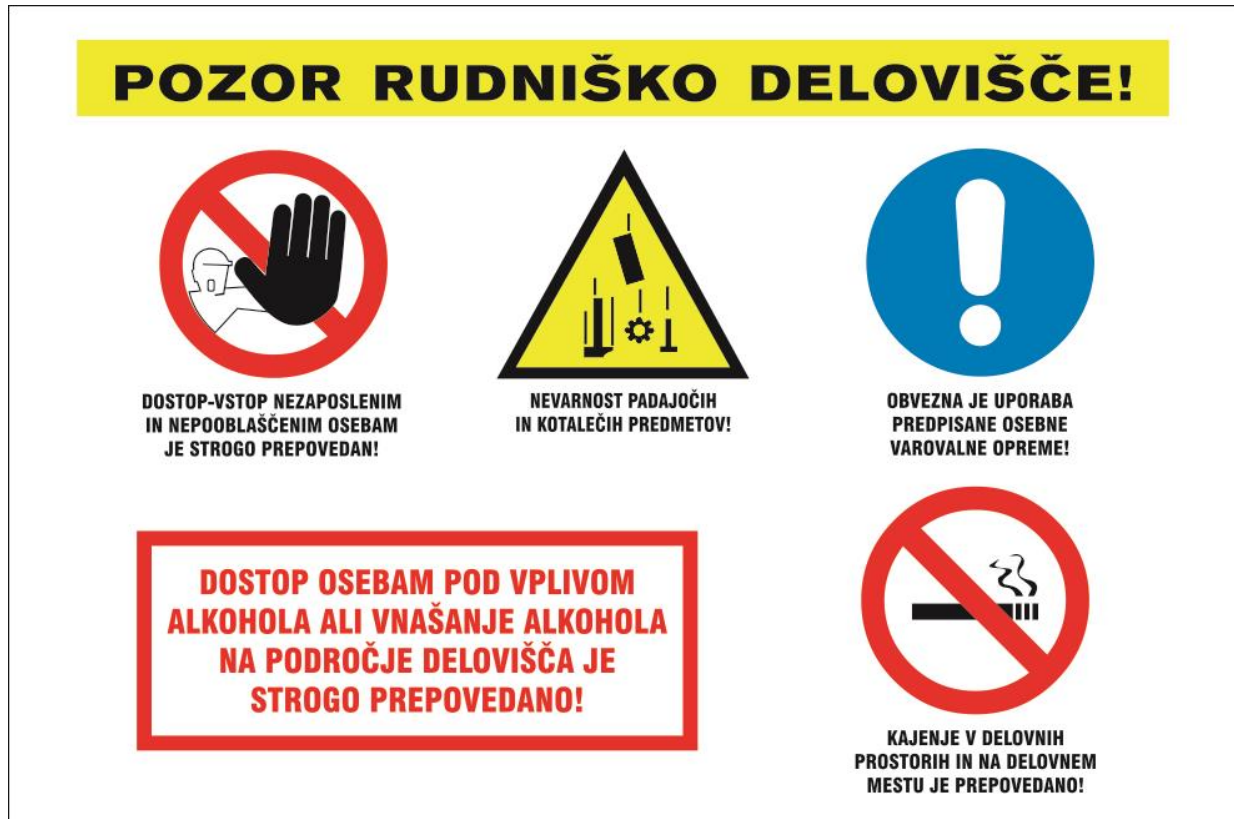 POZOR RUDNIŠKO DELOVIŠČE!
DOSTOP-VSTOP NEZAPOSLENIM
IN NEPOOBLAŠČENIM OSEBAM
JE STROGO PREPOVEDAN!
NEVARNOST PADAJOČIH
IN KOTALEČIH PREDMETOV!
OBVEZNA JE UPORABA
PREDPISANE OSEBNE
VAROVALNE OPREME!
DOSTOP OSEBAM POD VPLIVOM
ALKOHOLA ALI VNAŠANJE ALKOHOLA
NA PODROČJE DELOVIŠČA JE
STROGO PREPOVEDANO!
KAJENJE V DELOVNIH
PROSTORIH IN NA DELOVNEM
MESTU JE PREPOVEDANO!